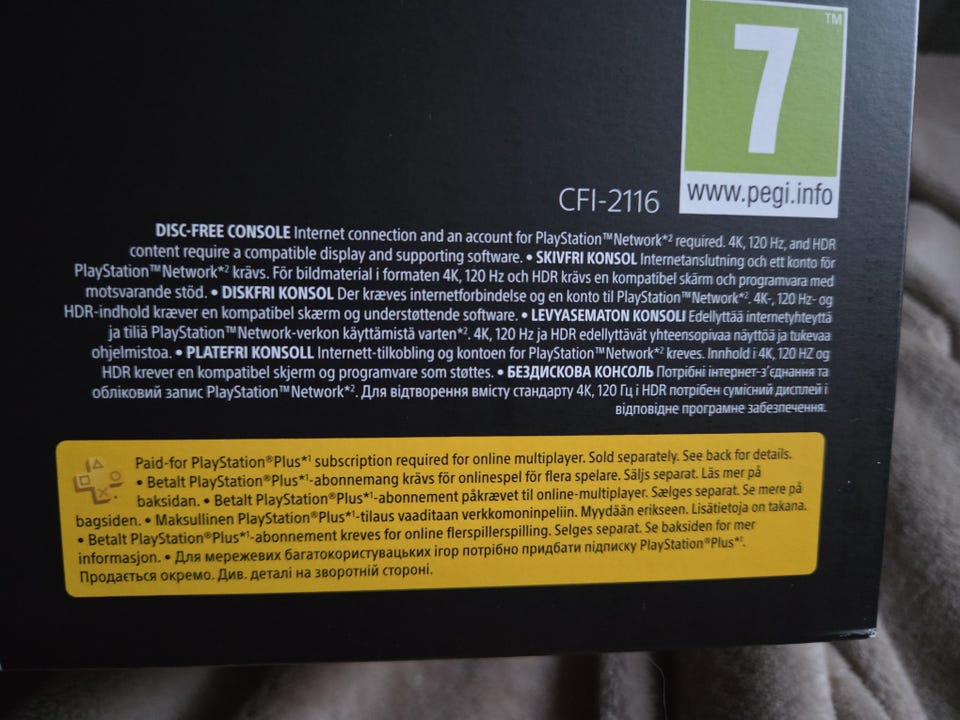 7
TM
www.pegi.info
CFI-2116
DISC-FREE CONSOLE Internet connection and an account for PlayStation™Network*² required. 4K, 120 Hz, and HDR
content require a compatible display and supporting software. • SKIVFRI KONSOL Internetanslutning och ett konto för
PlayStation™Network*² krävs. För bildmaterial i formaten 4K, 120 Hz och HDR krävs en kompatibel skärm och programvara med
motsvarande stöd. • DISKFRI KONSOL Der kræves internetforbindelse og en konto til PlayStation™Network*². 4K-, 120 Hz- og
HDR-indhold kræver en kompatibel skærm og understøttende software. • LEVYASEMATON KONSOLI Edellyttää internetyhteyttä
ja tiliä PlayStation™Network-verkon käyttämistä varten*². 4K, 120 Hz ja HDR edellyttävät yhteensopivaa näyttöä ja tukevaa
ohjelmistoa. • PLATEFRI KONSOLL Internett-tilkobling og kontoen for PlayStation™Network*² kreves. Innhold i 4K, 120 HZ og
HDR krever en kompatibel skjerm og programvare som støttes. • БЕЗДИСКОВА КОНСОЛЬ Потрібні інтернет-з’єднання та
обліковий запис PlayStation™Network*². Для відтворення вмісту стандарту 4K, 120 Гц і HDR потрібен сумісний дисплей і
відповідне програмне забезпечення.
Paid-for PlayStation®Plus*¹ subscription required for online multiplayer. Sold separately. See back for details.
• Betalt PlayStation®Plus*¹-abonnemang krävs för onlinespel för flera spelare. Säljs separat. Läs mer på
baksidan. • Betalt PlayStation®Plus*¹-abonnement påkrævet til online-multiplayer. Sælges separat. Se mere på
bagsiden. • Maksullinen PlayStation®Plus*¹-tilaus vaaditaan verkkomoninpeliin. Myydään erikseen. Lisätietoja on takana.
• Betalt PlayStation®Plus*¹-abonnement kreves for online flerspillerspilling. Selges separat. Se baksiden for mer
informasjon. • Для мережевих багатокористувацьких ігор потрібно придбати підписку PlayStation®Plus*¹.
Продається окремо. Див. деталі на зворотній стороні.